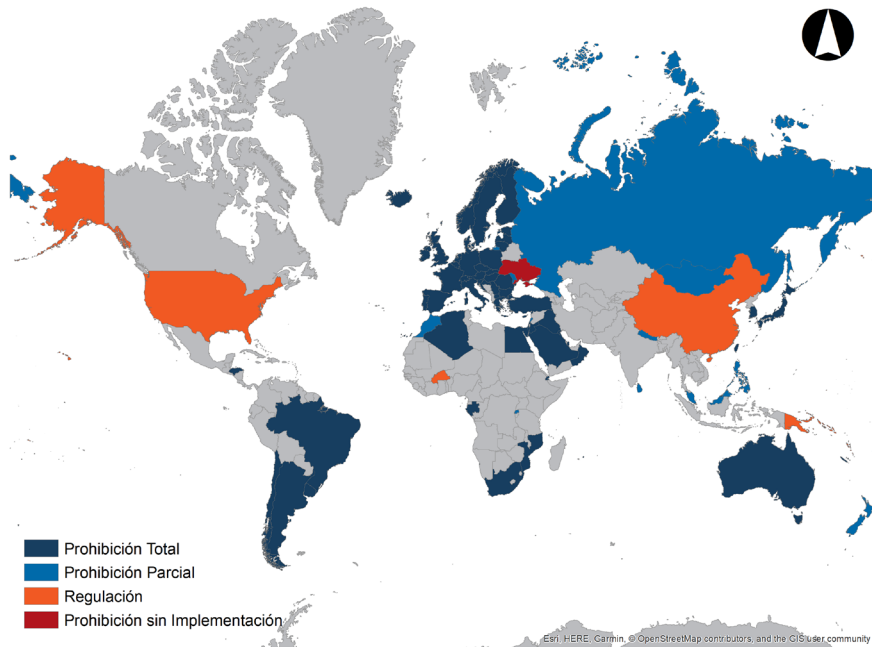 Prohibición Total
Prohibición Parcial
Regulación
Prohibición sin Implementación
Esri, HERE, Garmin, © OpenStreetMap contributors, and the GIS user community